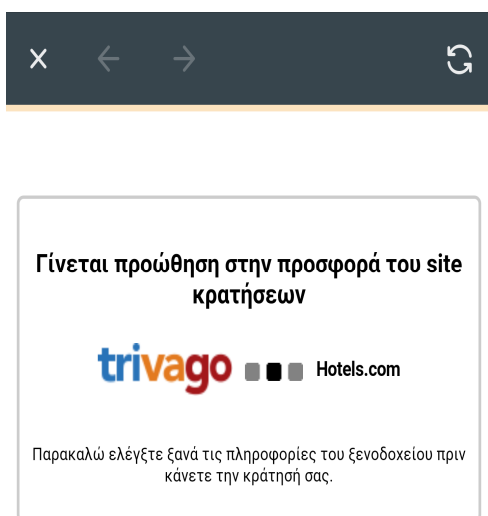 Γίνεται προώθηση στην προσφορά του site
κρατήσεων
trivago Hotels.com
Παρακαλώ ελέγξτε ξανά τις πληροφορίες του ξενοδοχείου πριν
κάνετε την κράτησή σας.